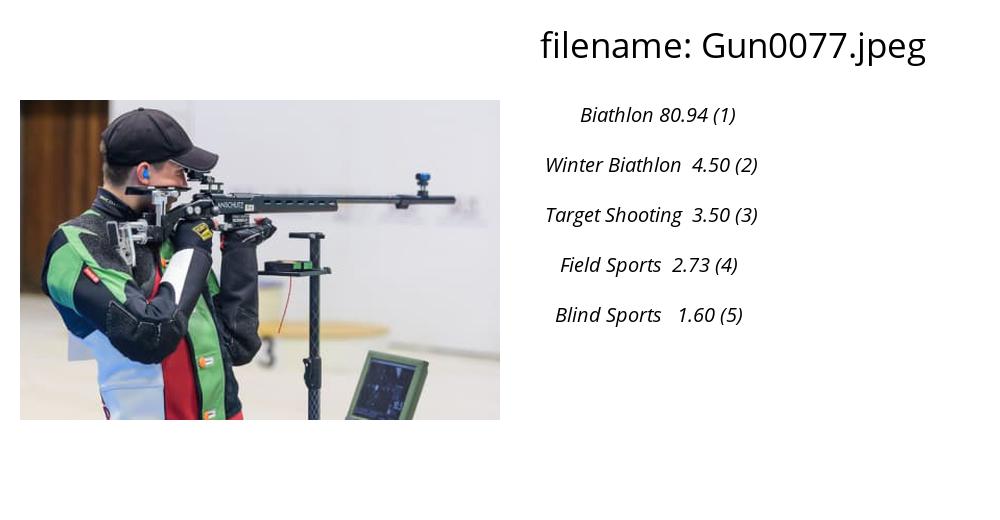 filename: Gun0077.jpeg
Biathlon 80.94 (1)
Winter Biathlon 4.50 (2)
Target Shooting 3.50 (3)
Field Sports 2.73 (4)
Blind Sports 1.60 (5)
ANSCHÜTZ